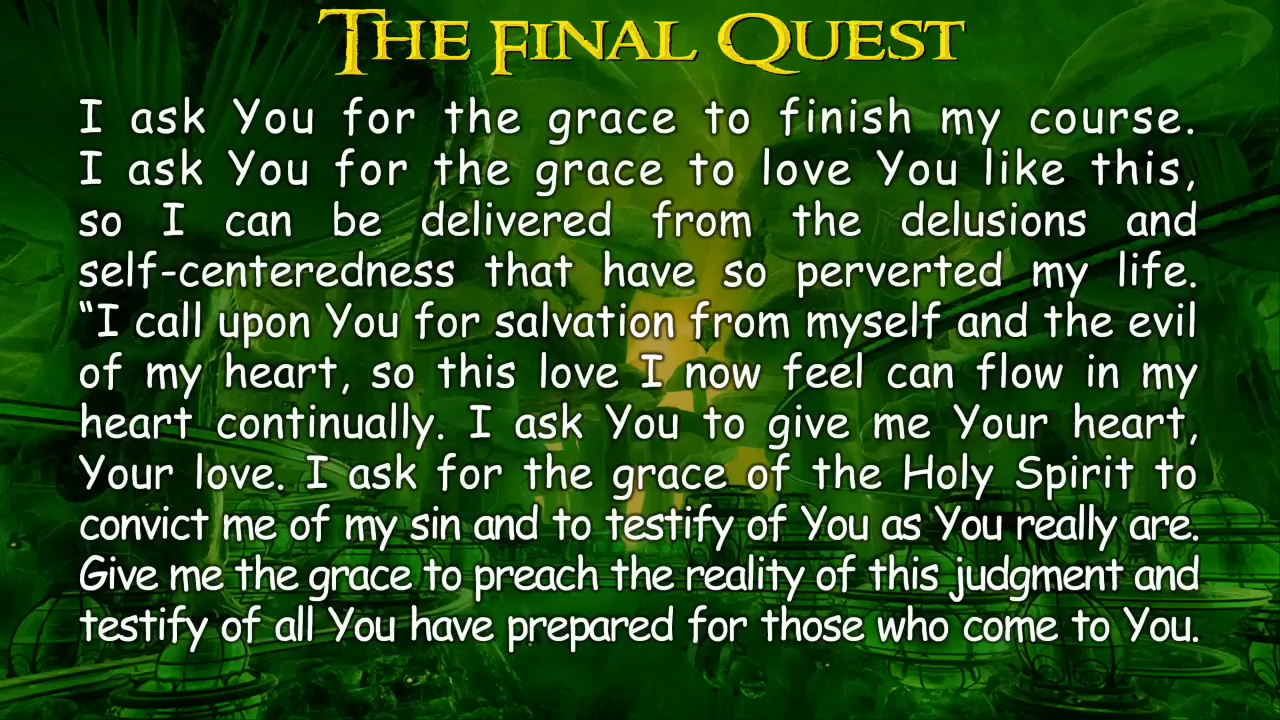 The Final Quest
I ask You for the grace to finish my course.
I ask You for the grace to love You like this,
so I can be delivered from the delusions and
self-centeredness that have so perverted my life.
“I call upon You for salvation from myself and the evil
of my heart, so this love I now feel can flow in my
heart continually. I ask You to give me Your heart,
Your love. I ask for the grace of the Holy Spirit to
convict me of my sin and to testify of You as You really are.
Give me the grace to preach the reality of this judgment and
testify of all You have prepared for those who come to You.